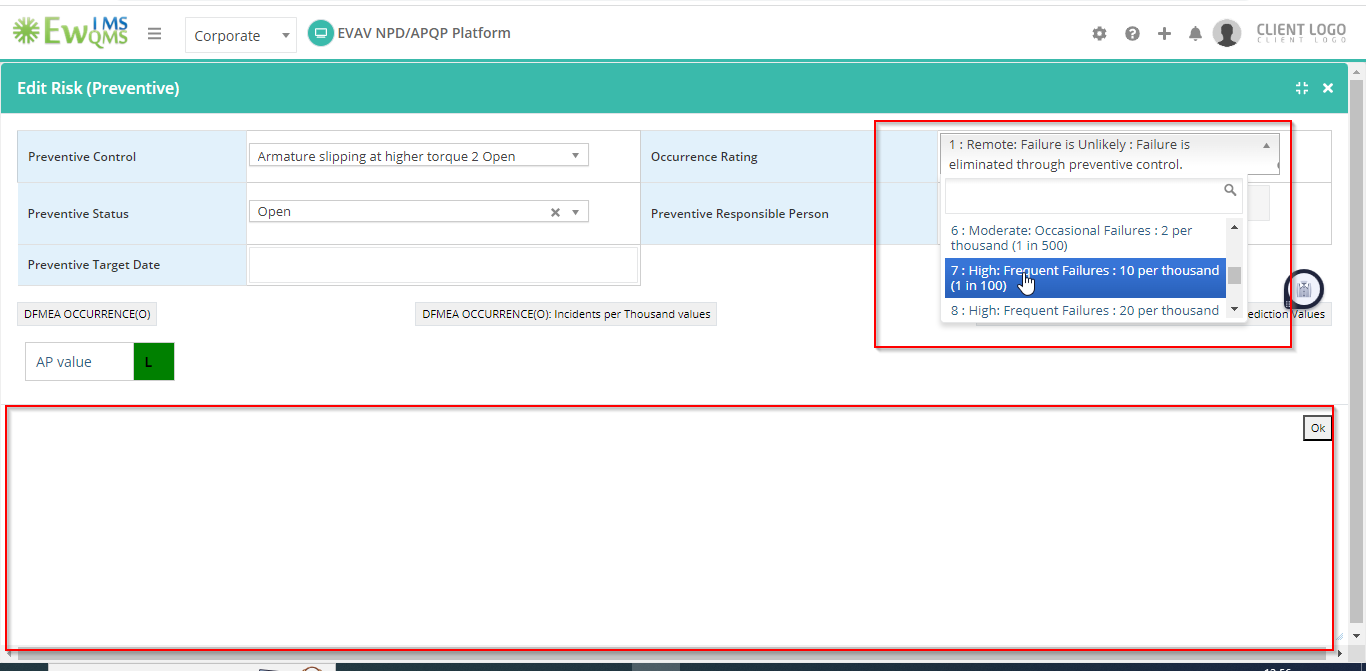 EwQMS IMS
Corporate
EVAV NPD/APQP Platform
CLIENT LOGO
CLIENT LOGO
Edit Risk (Preventive)
Preventive Control
Armature slipping at higher torque 2 Open
Occurrence Rating
1 : Remote: Failure is Unlikely : Failure is
eliminated through preventive control.
Preventive Status
Open
Preventive Responsible Person
6 : Moderate: Occasional Failures : 2 per
thousand (1 in 500)
7 : High: Frequent Failures : 10 per thousand
(1 in 100)
8 : High: Frequent Failures : 20 per thousand
Preventive Target Date
DFMEA OCCURRENCE(O)
DFMEA OCCURRENCE(O): Incidents per Thousand values
ediction Values
AP value
L
Ok